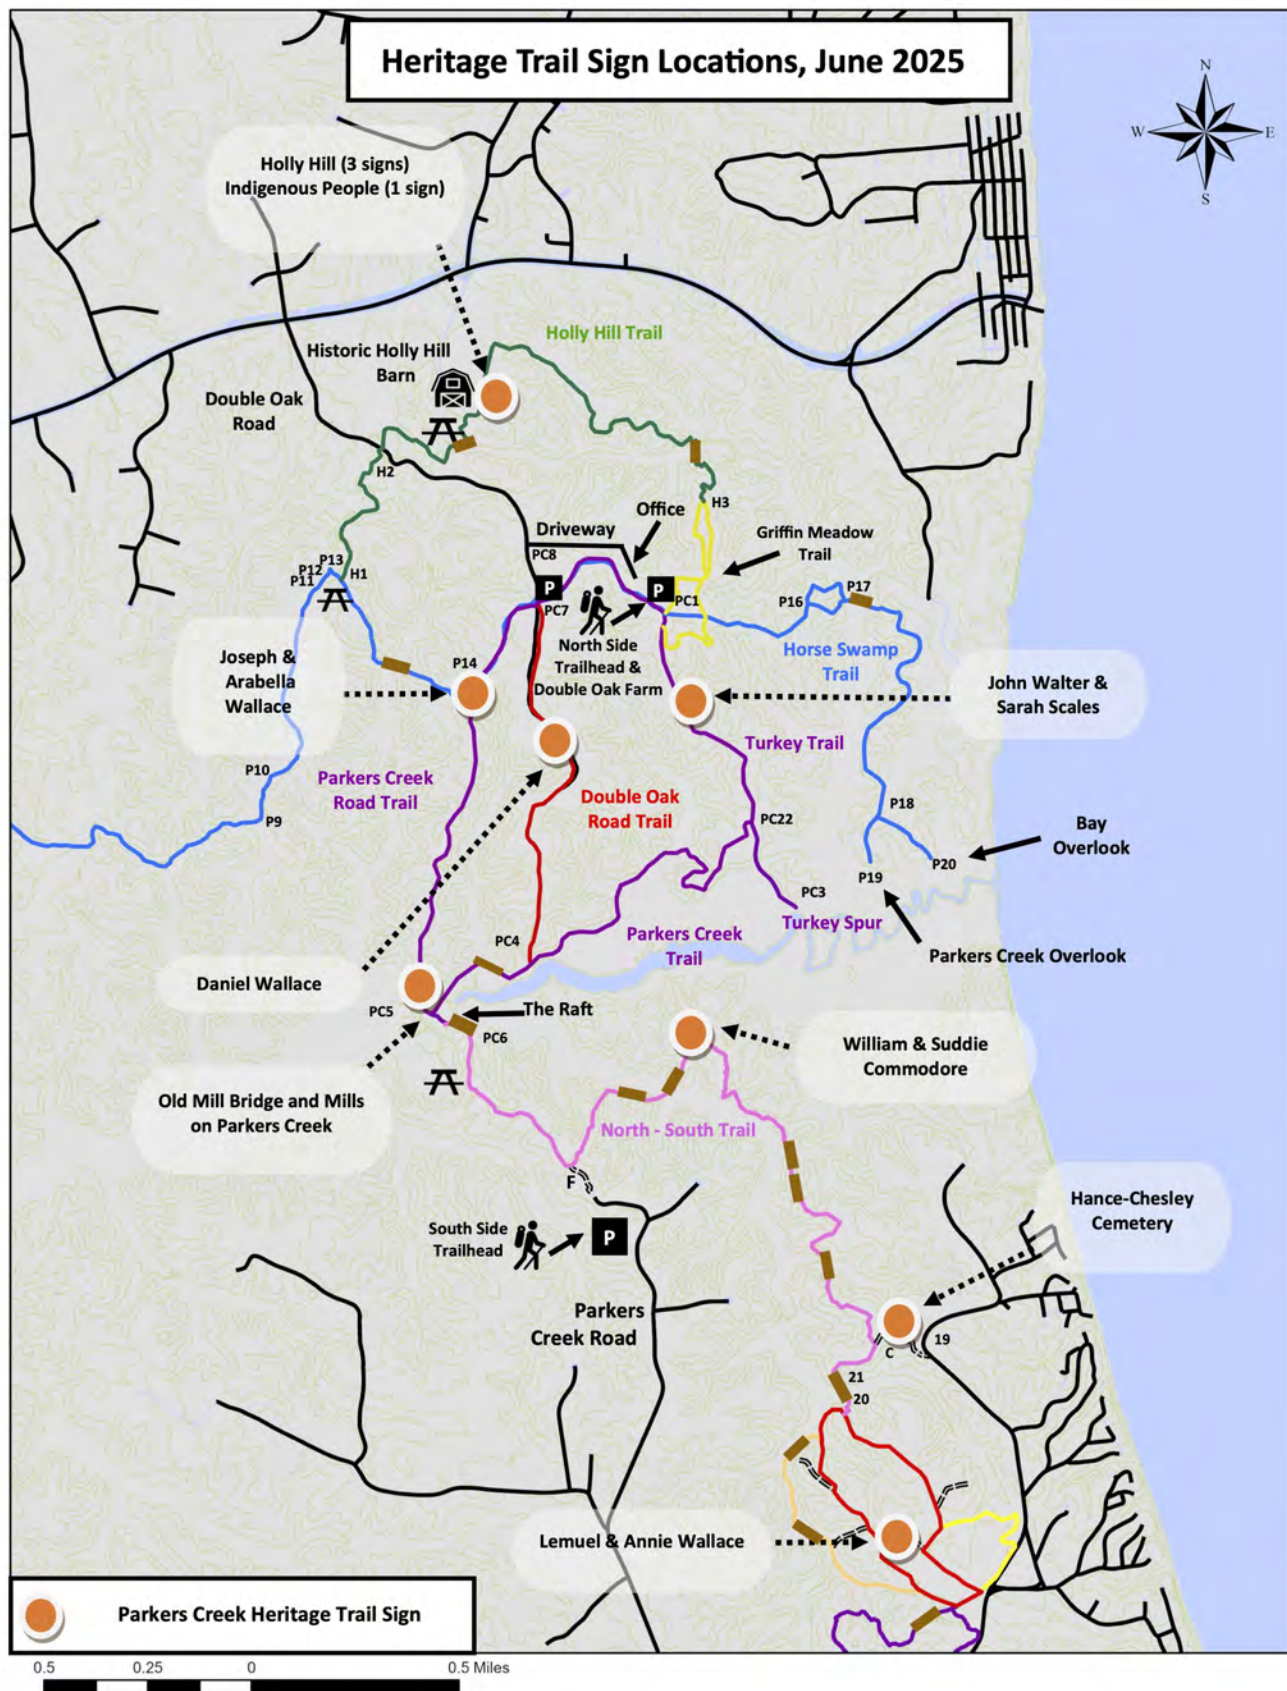 Heritage Trail Sign Locations, June 2025
N
W
E
S
Holly Hill (3 signs)
Indigenous People (1 sign)
Holly Hill Trail
Historic Holly Hill
Barn
Double Oak
Road
H2
H3
Office
Driveway
PC8
Griffin Meadow
Trail
P13
P12
P11
H1
P
PC7
P
PC1
P16
P17
North Side
Trailhead &
Double Oak Farm
Horse Swamp
Trail
Joseph &
Arabella
Wallace
P14
John Walter &
Sarah Scales
Turkey Trail
P10
P9
Parkers Creek
Road Trail
Double Oak
Road Trail
PC22
P18
Bay
Overlook
P19
P20
PC3
Turkey Spur
PC4
Parkers Creek
Trail
Parkers Creek Overlook
Daniel Wallace
PC5
The Raft
PC6
William & Suddie
Commodore
Old Mill Bridge and Mills
on Parkers Creek
North - South Trail
F
Hance-Chesley
Cemetery
South Side
Trailhead
P
Parkers
Creek Road
19
C
21
20
Lemuel & Annie Wallace
Parkers Creek Heritage Trail Sign
0.5
0.25
0
0.5 Miles